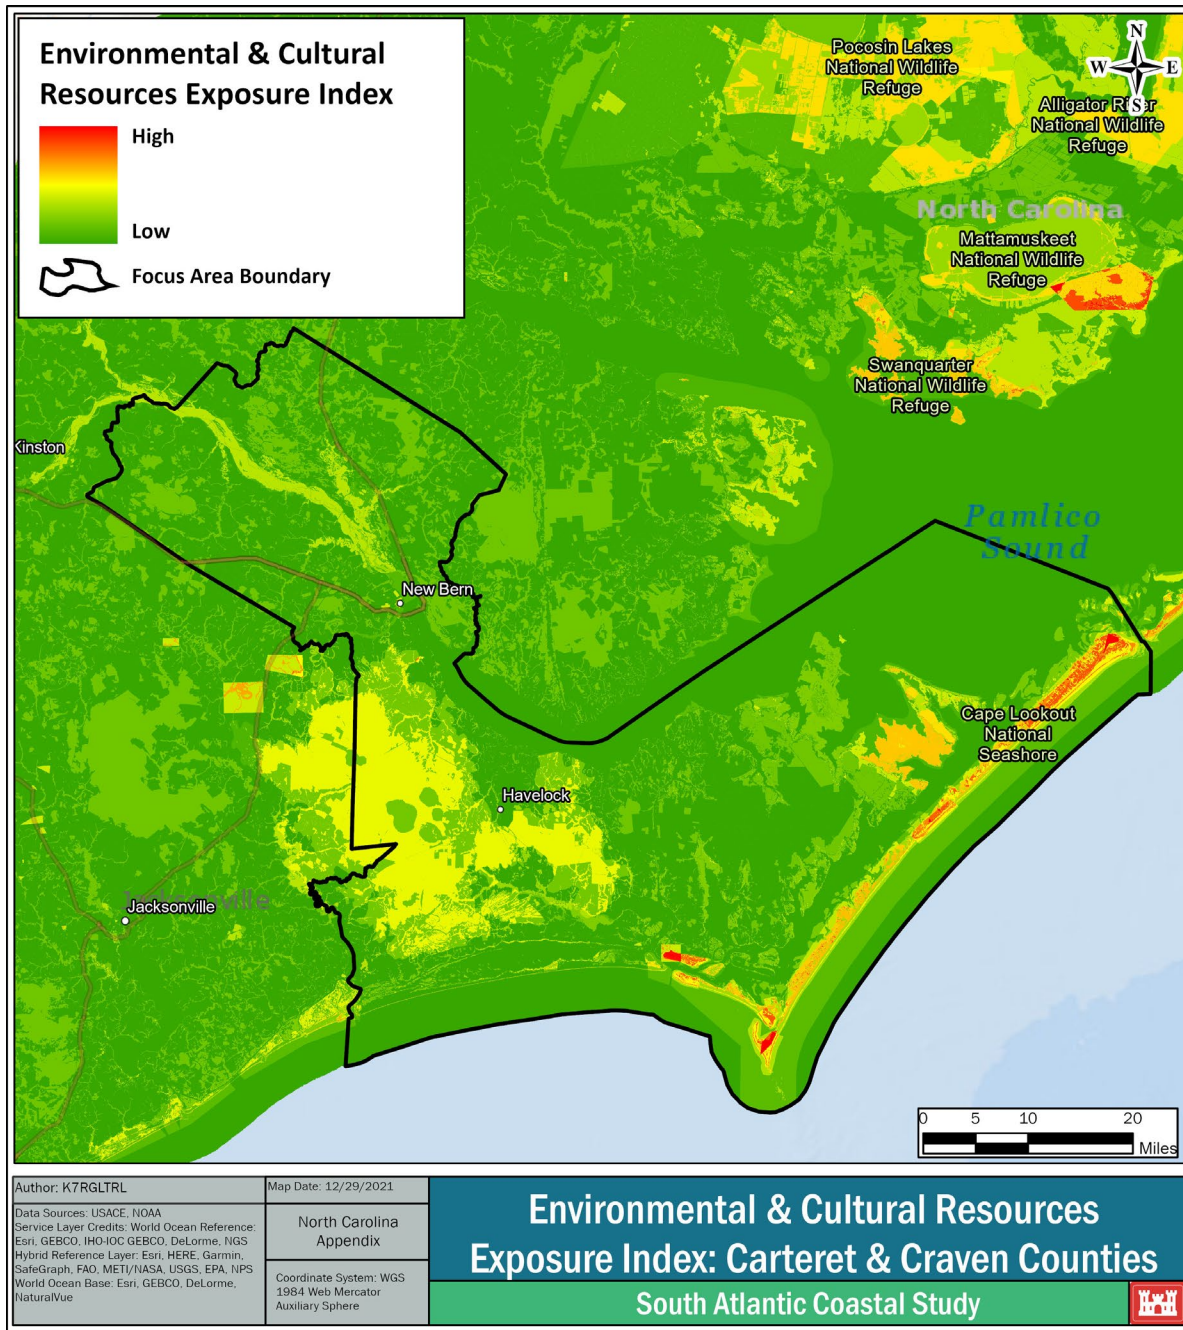 Environmental & Cultural
Resources Exposure Index
High
Low
Focus Area Boundary
N
W
E
S
Pocosin Lakes
National Wildlife
Refuge
Alligator River
National Wildlife
Refuge
North Carolina
Mattamuskeet
National Wildlife
Refuge
Swanquarter
National Wildlife
Refuge
Kinston
Pamlico
Sound
New Bern
Cape Lookout
National
Seashore
Havelock
Jacksonville
Jacksonville
0 5 10 20
Miles
Author: K7RGLTRL
Data Sources: USACE, NOAA
Service Layer Credits: World Ocean Reference:
Esri, GEBCO, IHO-IOC GEBCO, DeLorme, NGS
Hybrid Reference Layer: Esri, HERE, Garmin,
SafeGraph, FAO, METI/NASA, USGS, EPA, NPS
World Ocean Base: Esri, GEBCO, DeLorme,
NaturalVue
Map Date: 12/29/2021
North Carolina
Appendix
Coordinate System: WGS
1984 Web Mercator
Auxiliary Sphere
Environmental & Cultural Resources
Exposure Index: Carteret & Craven Counties
South Atlantic Coastal Study